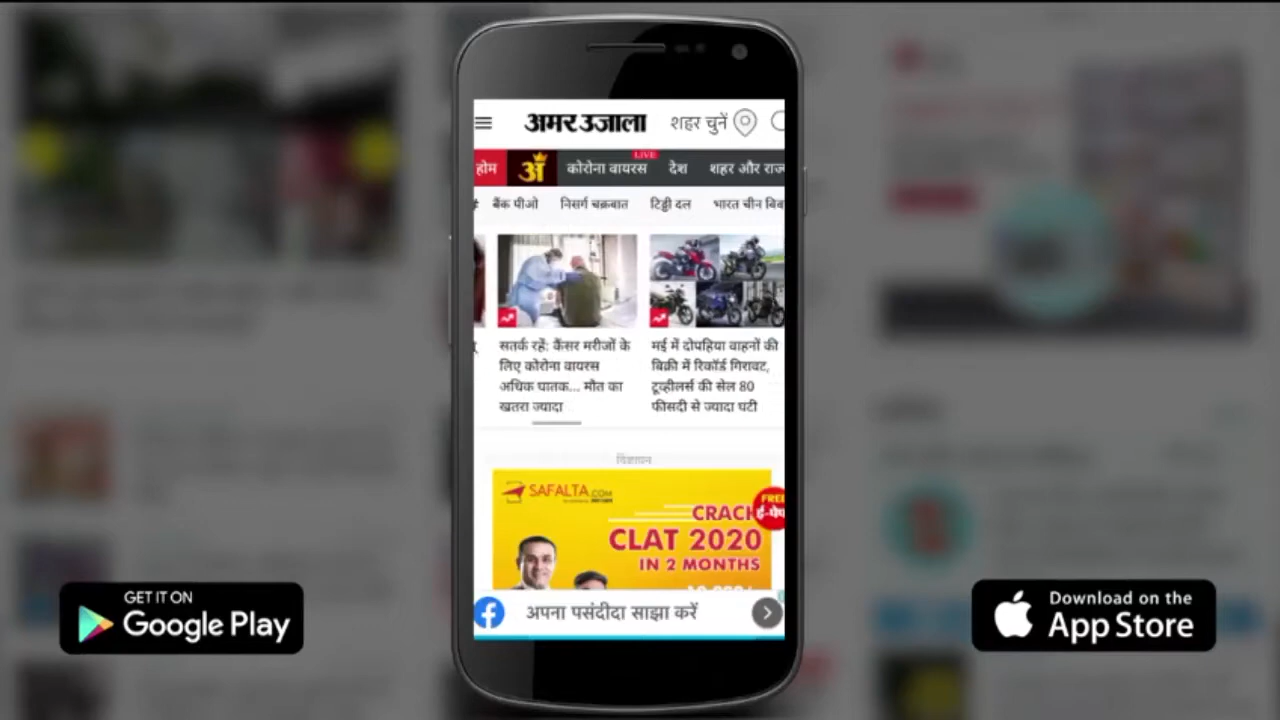 अमर उजाला
शहर चुनें
LIVE
होम
अ
कोरोना वायरस
देश
शहर और
बैंक पीओ
निसर्ग चक्रवात
टिड्डी दल
भारत चीन
सतर्क रहें: कैंसर मरीजों के
लिए कोरोना वायरस
अधिक घातक... मौत का
खतरा ज्यादा
मई में दोपहिया वाहनों की
बिक्री में रिकॉर्ड गिरावट,
टूव्हीलर्स की सेल 80
फीसदी से ज्यादा घटी
विज्ञापन
SAFALTA.COM
FREE
CRACK
CLAT 2020
IN 2 MONTHS
अपना पसंदीदा साझा करें
GET IT ON
Google Play
Download on the
App Store